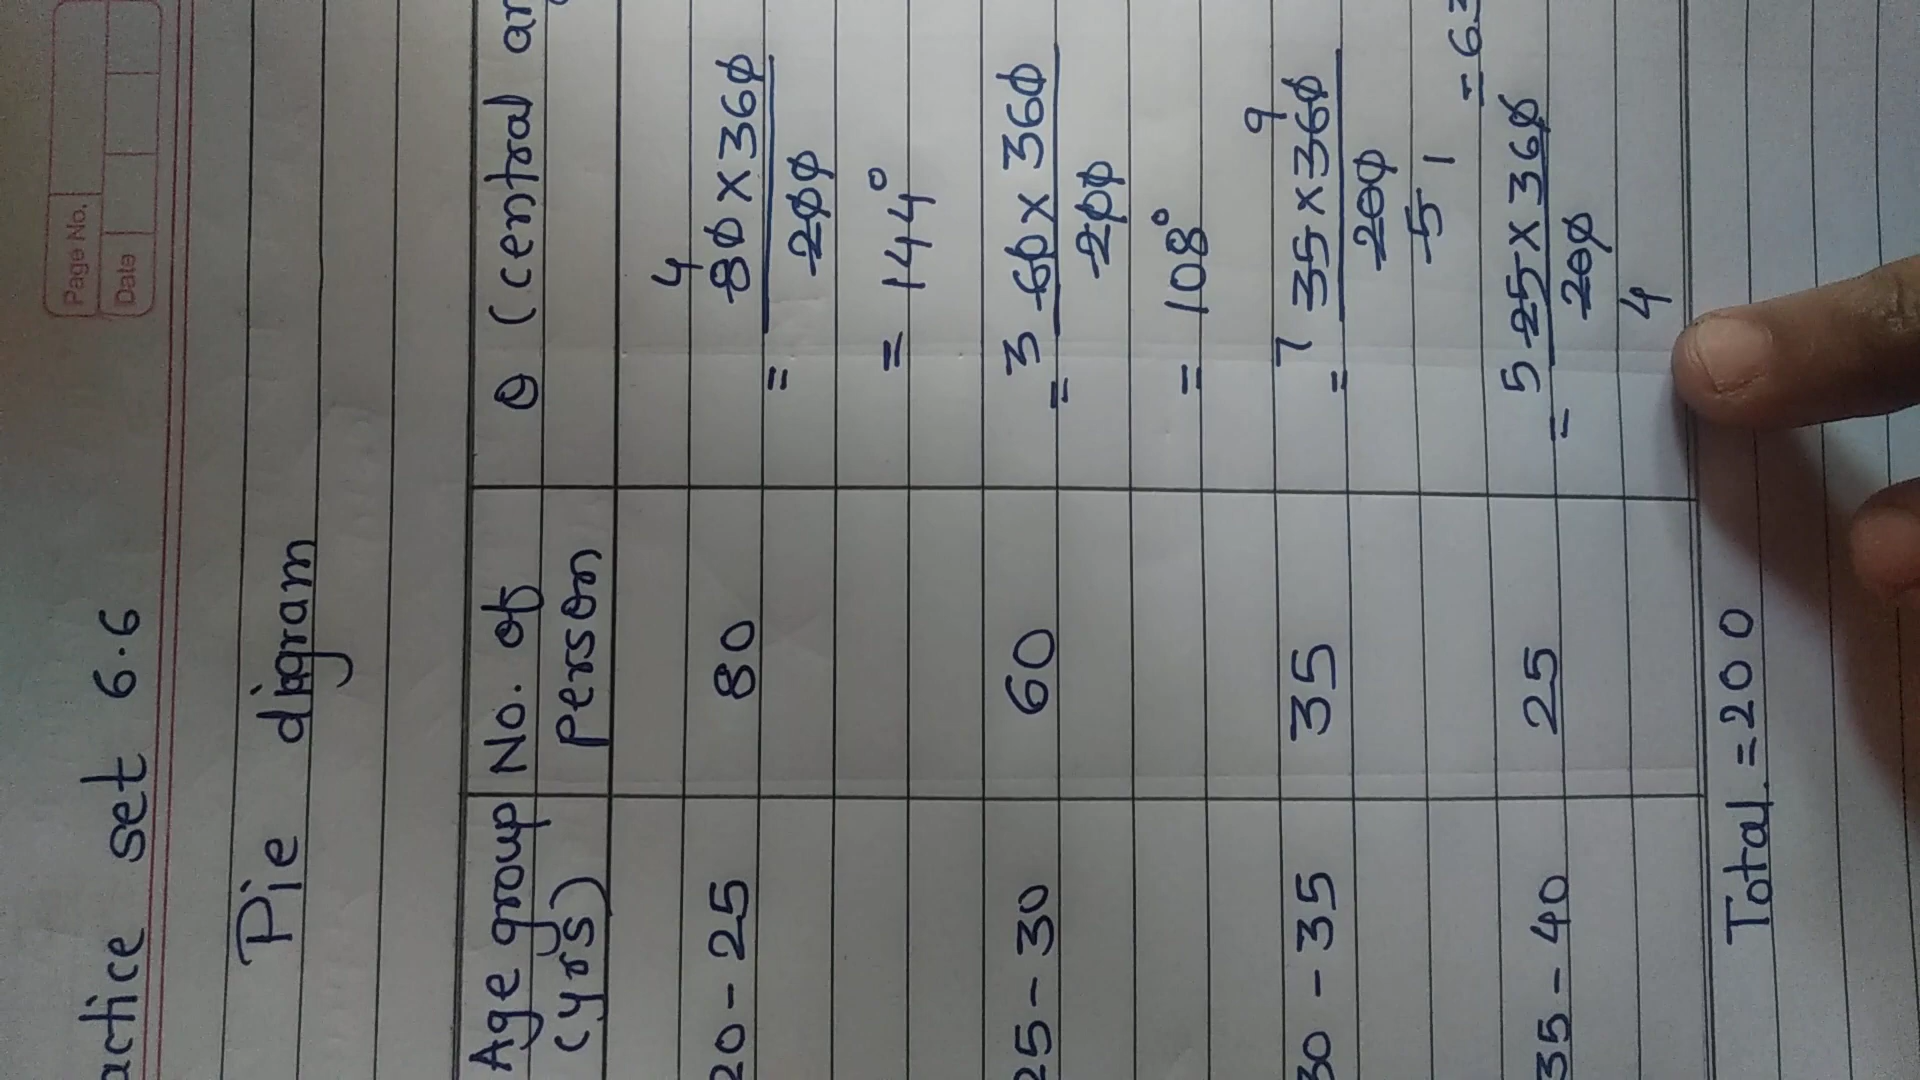 Page No.
Date
actice set 6.6
Pie diagram
Age group (yrs) No. of person θ (central an
20 - 25 80 = 4 80 x 360 / 200
= 144°
25 - 30 60 = 3 60 x 360 / 200
= 108°
30 - 35 35 = 7 35 x 360 9 / 200
5 1 = 63
35 - 40 25 = 5 25 x 360 / 200
4
Total = 200